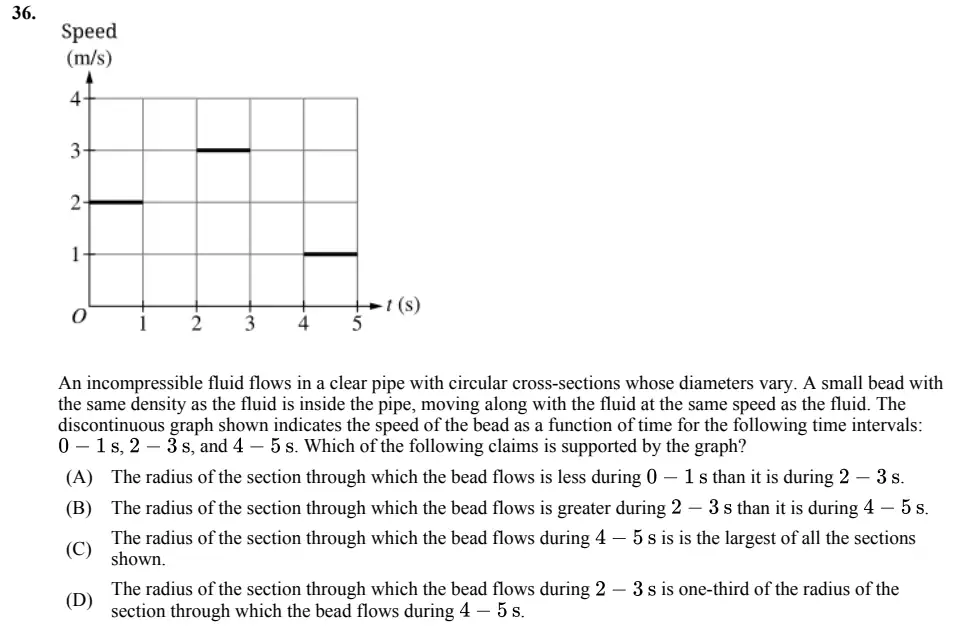 36.
Speed
(m/s)
4
3
2
1
O
1 2 3 4 5
t (s)
An incompressible fluid flows in a clear pipe with circular cross-sections whose diameters vary. A small bead with
the same density as the fluid is inside the pipe, moving along with the fluid at the same speed as the fluid. The
discontinuous graph shown indicates the speed of the bead as a function of time for the following time intervals:
0 – 1 s, 2 – 3 s, and 4 – 5 s. Which of the following claims is supported by the graph?
(A) The radius of the section through which the bead flows is less during 0 – 1 s than it is during 2 – 3 s.
(B) The radius of the section through which the bead flows is greater during 2 – 3 s than it is during 4 – 5 s.
(C) The radius of the section through which the bead flows during 4 – 5 s is is the largest of all the sections
shown.
(D) The radius of the section through which the bead flows during 2 – 3 s is one-third of the radius of the
section through which the bead flows during 4 – 5 s.